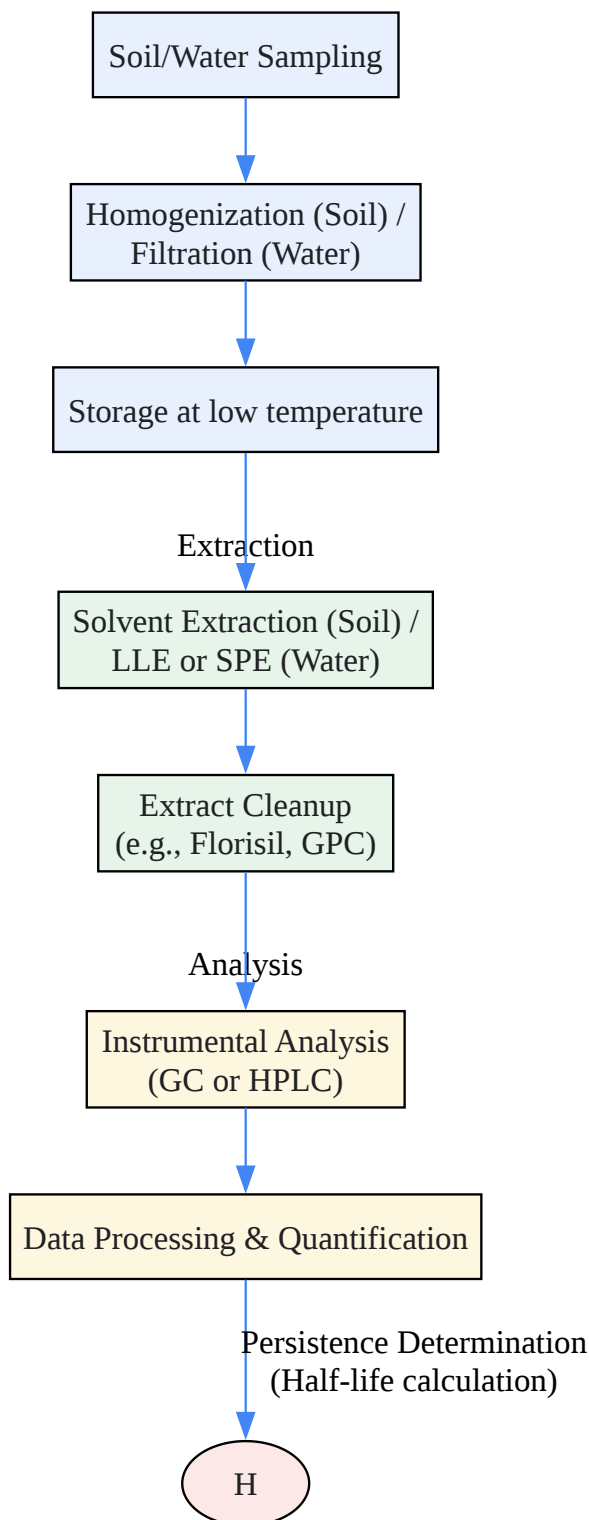 Soil/Water Sampling
Homogenization (Soil) /
Filtration (Water)
Storage at low temperature
Extraction
Solvent Extraction (Soil) /
LLE or SPE (Water)
Extract Cleanup
(e.g., Florisil, GPC)
Analysis
Instrumental Analysis
(GC or HPLC)
Data Processing & Quantification
Persistence Determination
(Half-life calculation)
H